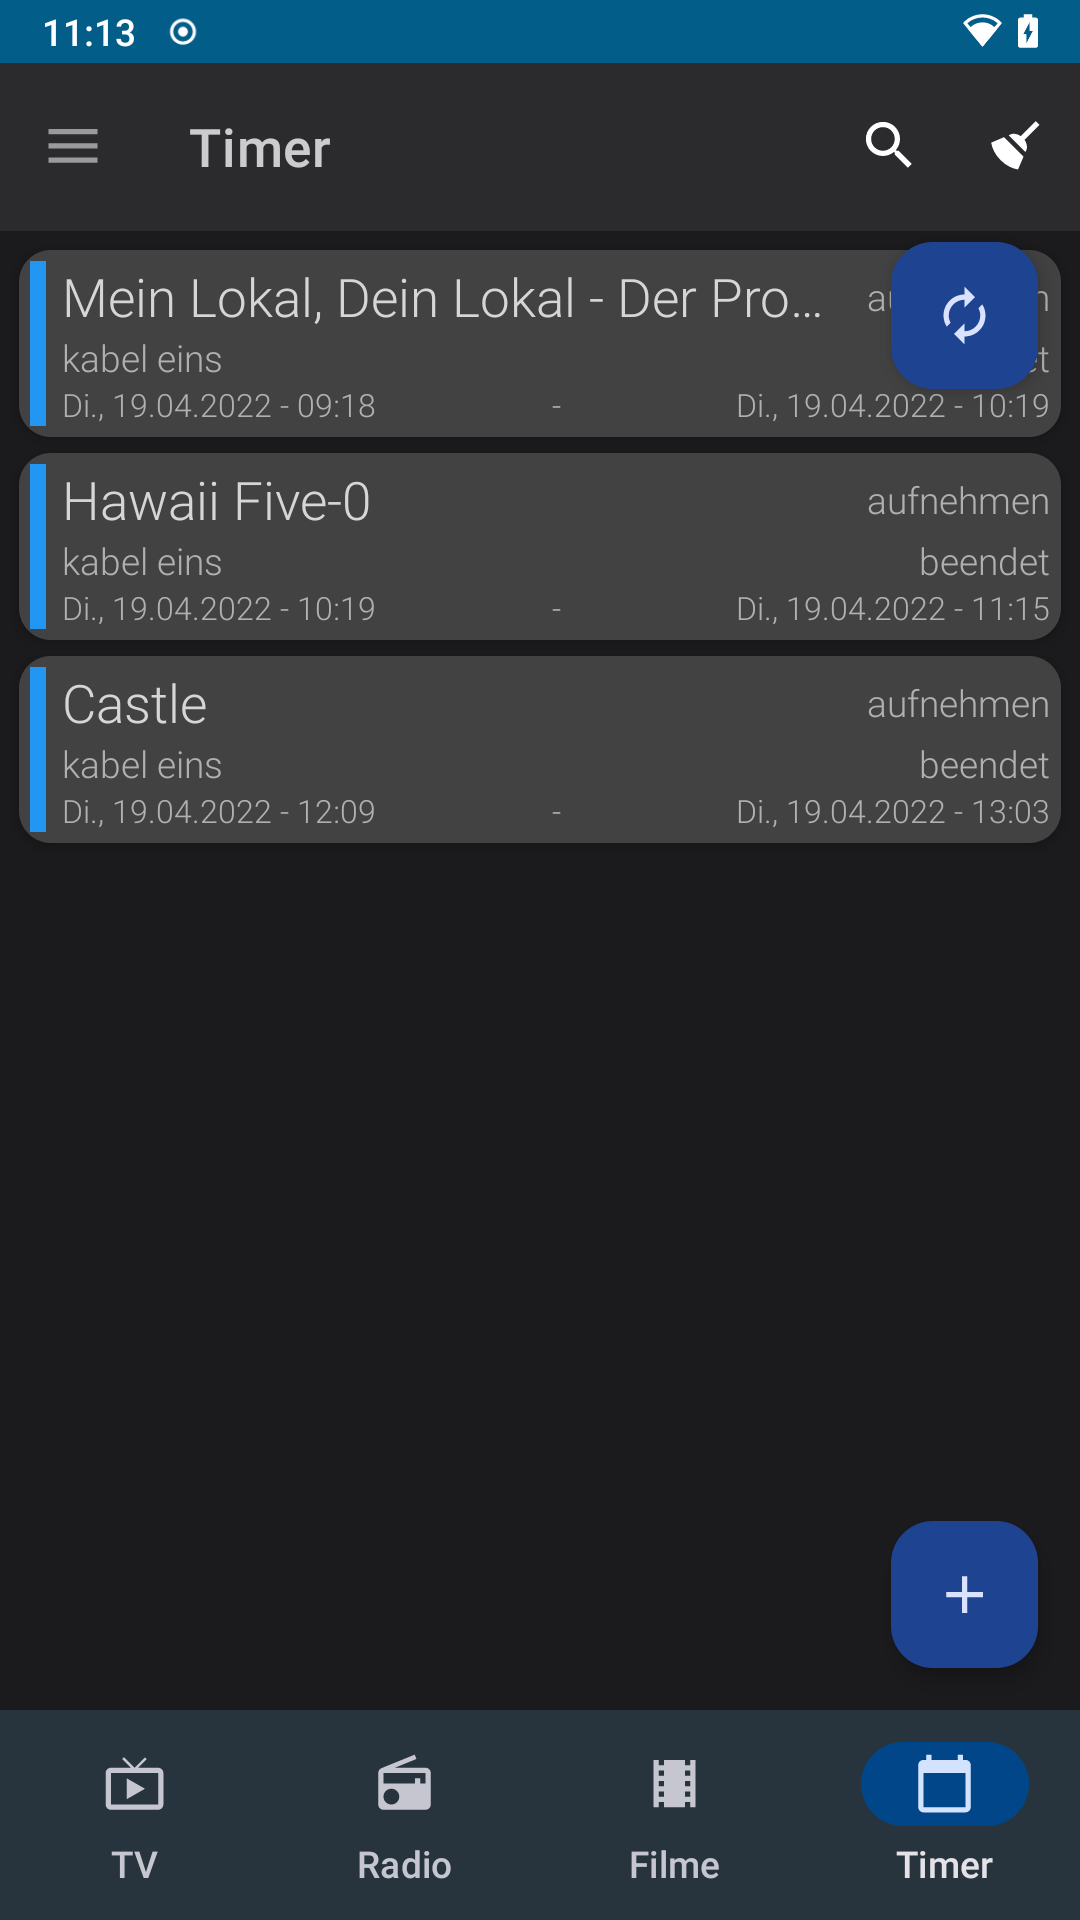 11:13
Timer
Mein Lokal, Dein Lokal - Der Pro...
kabel eins
Di., 19.04.2022 - 09:18 - Di., 19.04.2022 - 10:19
Hawaii Five-0 aufnehmen
kabel eins beendet
Di., 19.04.2022 - 10:19 - Di., 19.04.2022 - 11:15
Castle aufnehmen
kabel eins beendet
Di., 19.04.2022 - 12:09 - Di., 19.04.2022 - 13:03
TV Radio Filme Timer